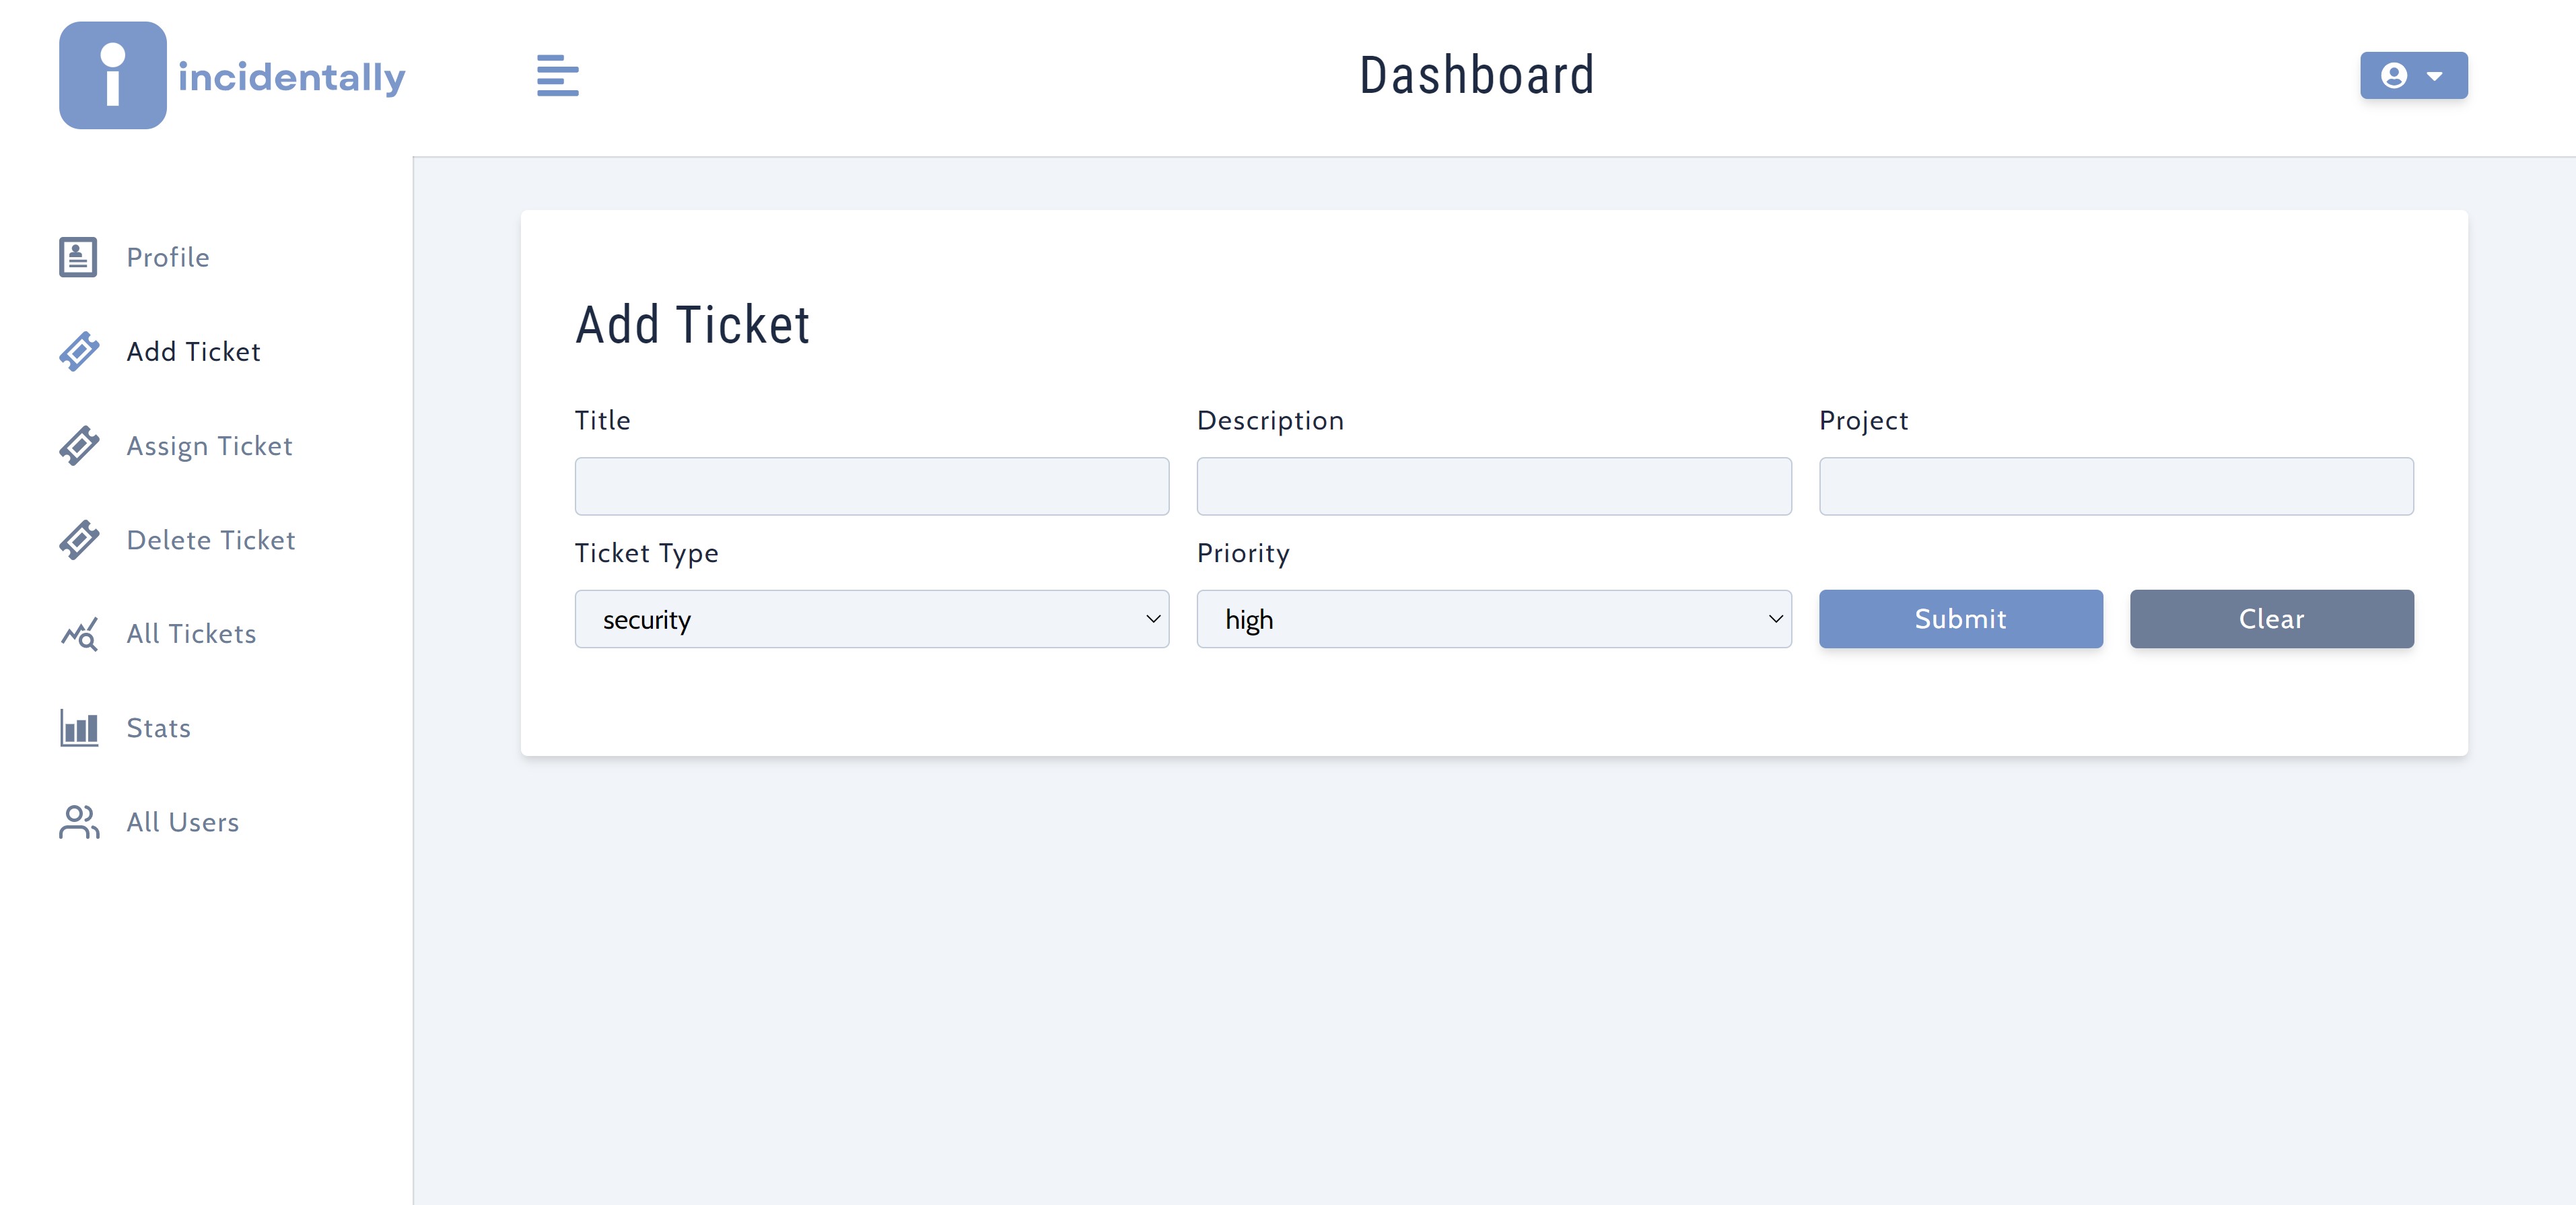 incidentally
Dashboard
Profile
Add Ticket
Assign Ticket
Delete Ticket
All Tickets
Stats
All Users
Add Ticket
Title
Description
Project
Ticket Type
Priority
security
high
Submit
Clear